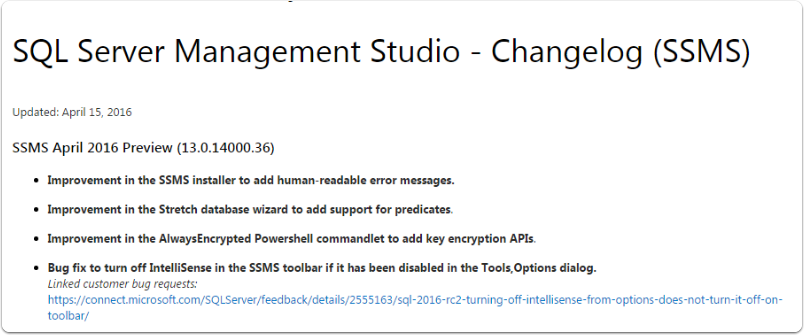 SQL Server Management Studio - Changelog (SSMS)
Updated: April 15, 2016
SSMS April 2016 Preview (13.0.14000.36)
• Improvement in the SSMS installer to add human-readable error messages.
• Improvement in the Stretch database wizard to add support for predicates.
• Improvement in the AlwaysEncrypted Powershell commandlet to add key encryption APIs.
• Bug fix to turn off IntelliSense in the SSMS toolbar if it has been disabled in the Tools,Options dialog.
Linked customer bug requests:
https://connect.microsoft.com/SQLServer/feedback/details/2555163/sql-2016-rc2-turning-off-intellisense-from-options-does-not-turn-it-off-on-
toolbar/